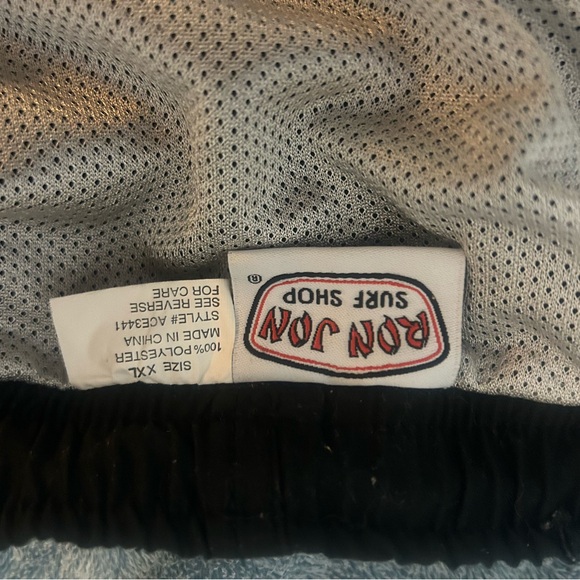 RON JON
SURF SHOP
®
SIZE XXL
100% POLYESTER
MADE IN CHINA
STYLE# ACE3441
SEE REVERSE
FOR CARE